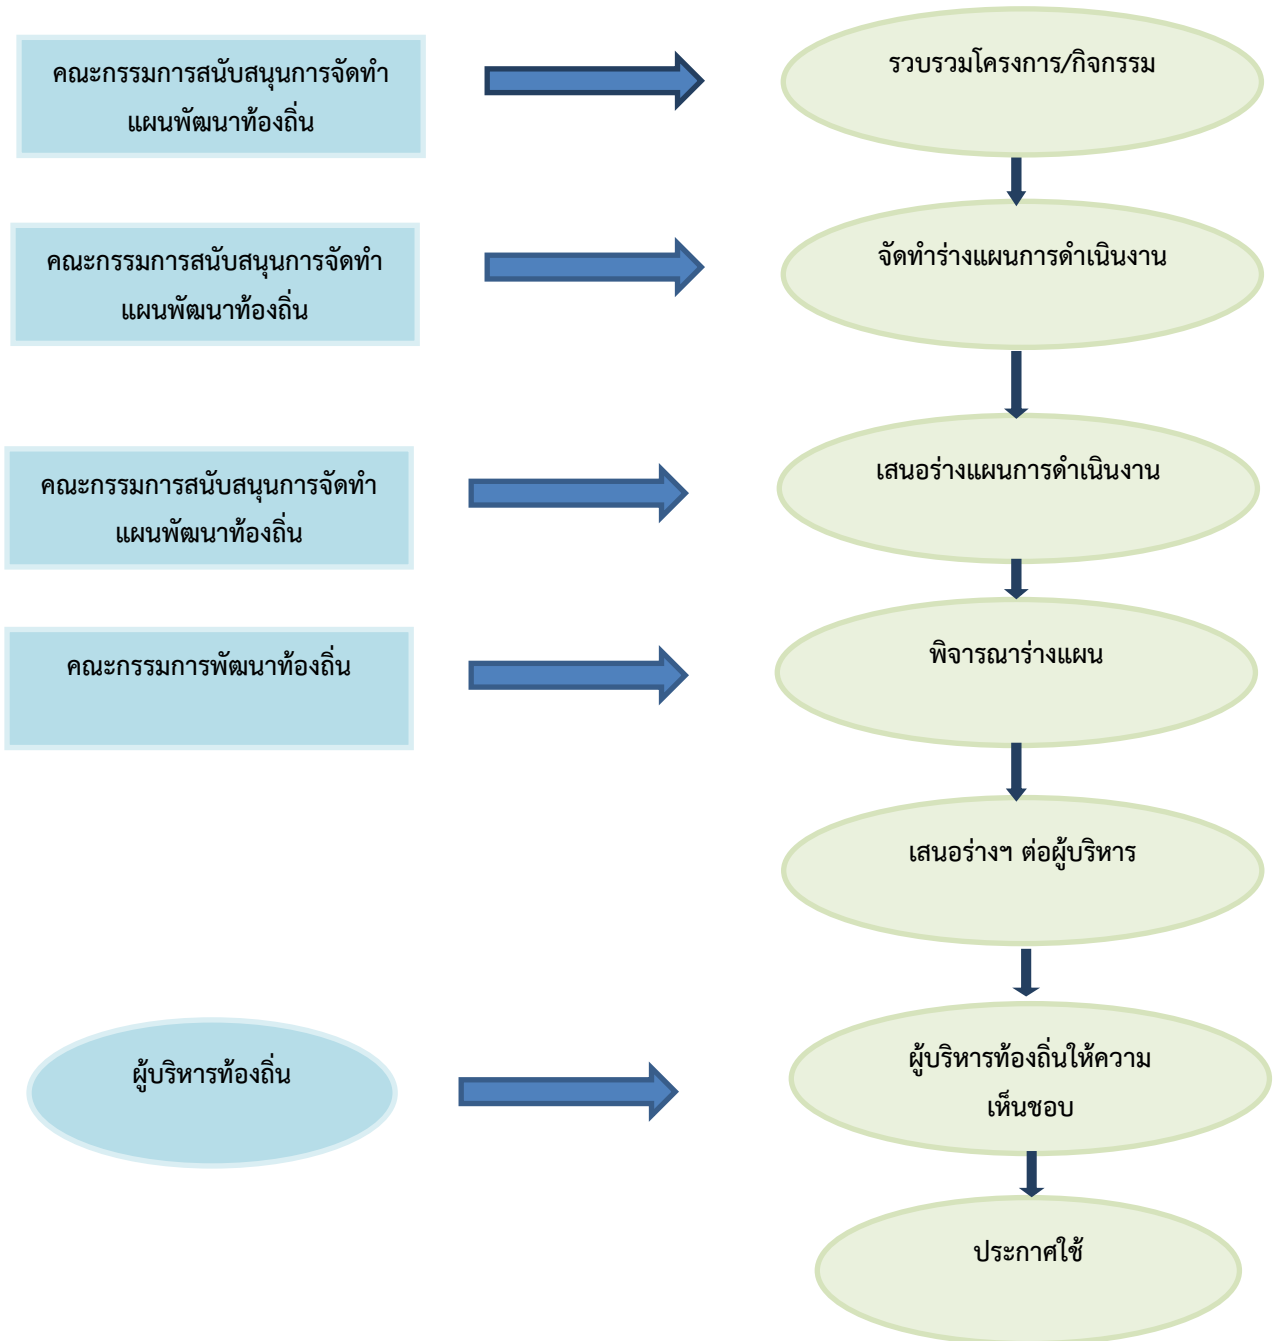 คณะกรรมการสนับสนุนการจัดทำ
แผนพัฒนาท้องถิ่น
รวบรวมโครงการ/กิจกรรม
คณะกรรมการสนับสนุนการจัดทำ
แผนพัฒนาท้องถิ่น
จัดทำร่างแผนการดำเนินงาน
คณะกรรมการสนับสนุนการจัดทำ
แผนพัฒนาท้องถิ่น
เสนอร่างแผนการดำเนินงาน
คณะกรรมการพัฒนาท้องถิ่น
พิจารณาร่างแผน
เสนอร่างฯ ต่อผู้บริหาร
ผู้บริหารท้องถิ่น
ผู้บริหารท้องถิ่นให้ความ
เห็นชอบ
ประกาศใช้